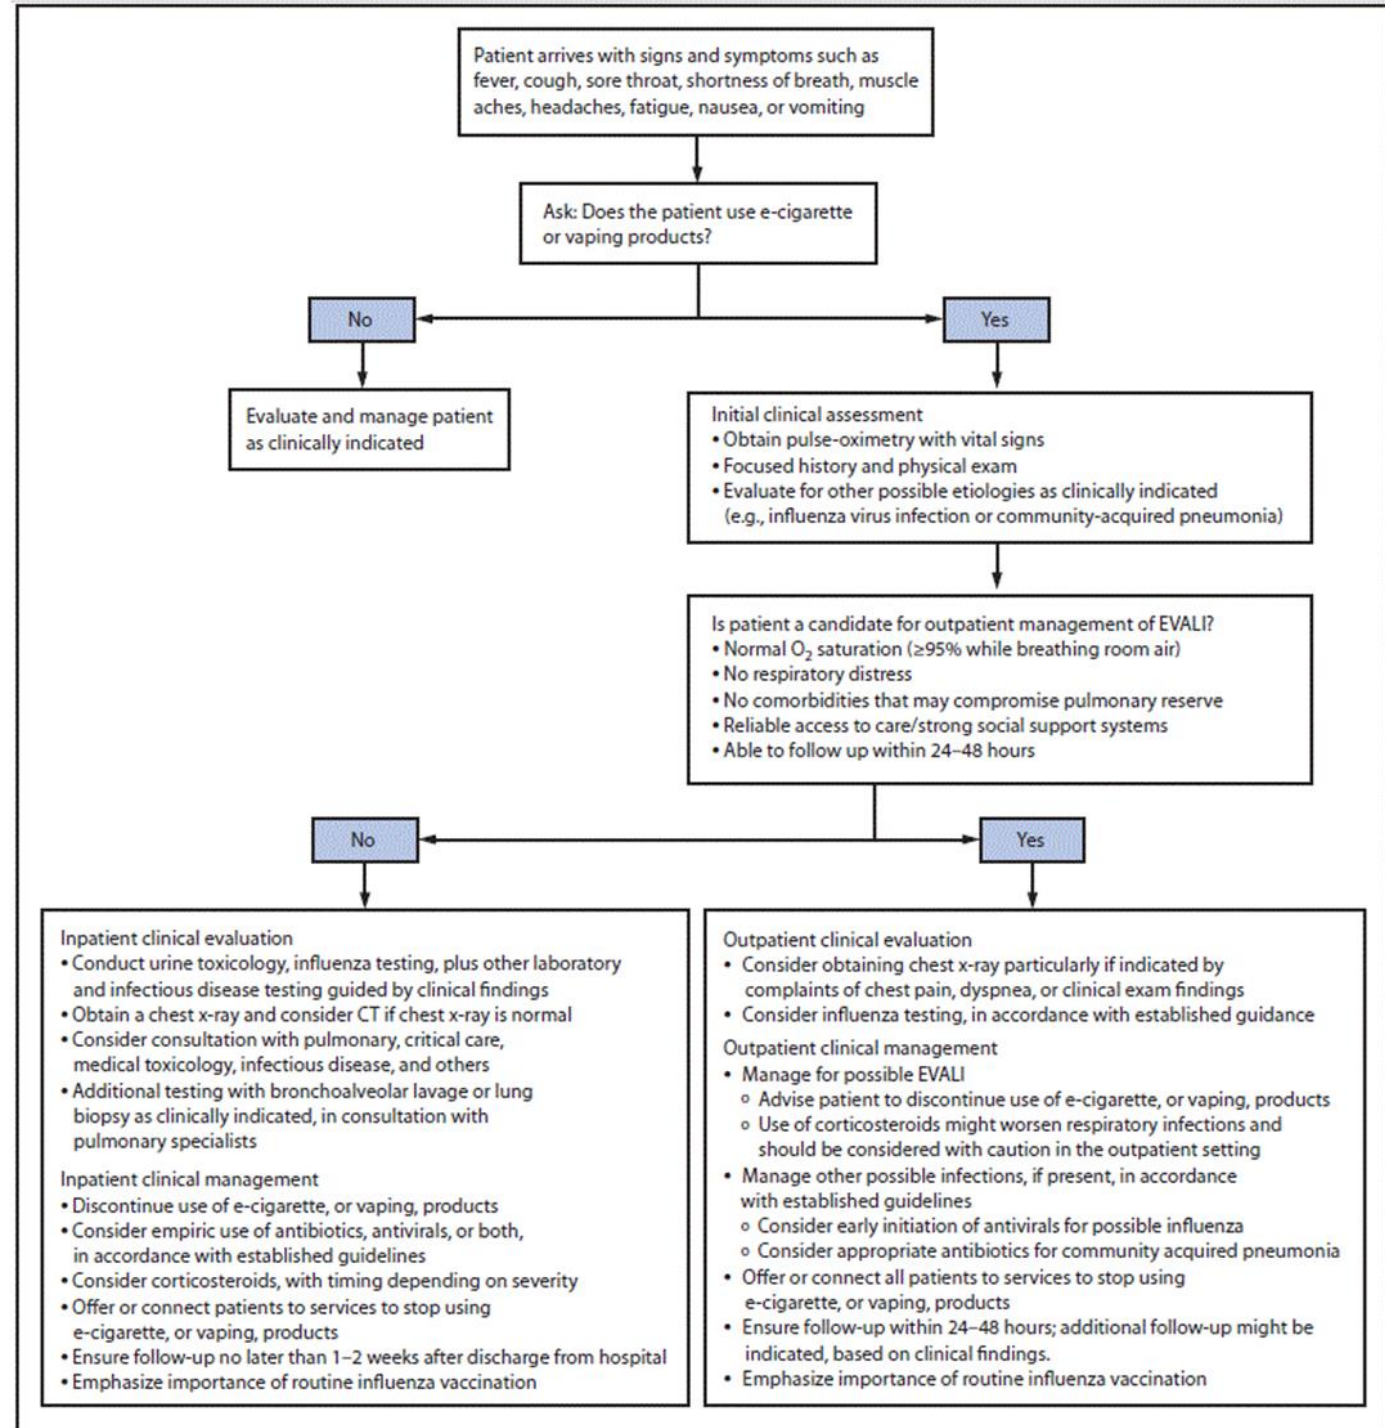 Patient arrives with signs and symptoms such as
fever, cough, sore throat, shortness of breath, muscle
aches, headaches, fatigue, nausea, or vomiting
Ask: Does the patient use e-cigarette
or vaping products?
No
Yes
Evaluate and manage patient
as clinically indicated
Initial clinical assessment
• Obtain pulse-oximetry with vital signs
• Focused history and physical exam
• Evaluate for other possible etiologies as clinically indicated
(e.g., influenza virus infection or community-acquired pneumonia)
Is patient a candidate for outpatient management of EVALI?
• Normal O₂ saturation (≥95% while breathing room air)
• No respiratory distress
• No comorbidities that may compromise pulmonary reserve
• Reliable access to care/strong social support systems
• Able to follow up within 24–48 hours
No
Yes
Inpatient clinical evaluation
• Conduct urine toxicology, influenza testing, plus other laboratory
and infectious disease testing guided by clinical findings
• Obtain a chest x-ray and consider CT if chest x-ray is normal
• Consider consultation with pulmonary, critical care,
medical toxicology, infectious disease, and others
• Additional testing with bronchoalveolar lavage or lung
biopsy as clinically indicated, in consultation with
pulmonary specialists
Inpatient clinical management
• Discontinue use of e-cigarette, or vaping, products
• Consider empiric use of antibiotics, antivirals, or both,
in accordance with established guidelines
• Consider corticosteroids, with timing depending on severity
• Offer or connect patients to services to stop using
e-cigarette, or vaping, products
• Ensure follow-up no later than 1–2 weeks after discharge from hospital
• Emphasize importance of routine influenza vaccination
Outpatient clinical evaluation
• Consider obtaining chest x-ray particularly if indicated by
complaints of chest pain, dyspnea, or clinical exam findings
• Consider influenza testing, in accordance with established guidance
Outpatient clinical management
• Manage for possible EVALI
o Advise patient to discontinue use of e-cigarette, or vaping, products
o Use of corticosteroids might worsen respiratory infections and
should be considered with caution in the outpatient setting
• Manage other possible infections, if present, in accordance
with established guidelines
o Consider early initiation of antivirals for possible influenza
o Consider appropriate antibiotics for community acquired pneumonia
• Offer or connect all patients to services to stop using
e-cigarette, or vaping, products
• Ensure follow-up within 24–48 hours; additional follow-up might be
indicated, based on clinical findings.
• Emphasize importance of routine influenza vaccination